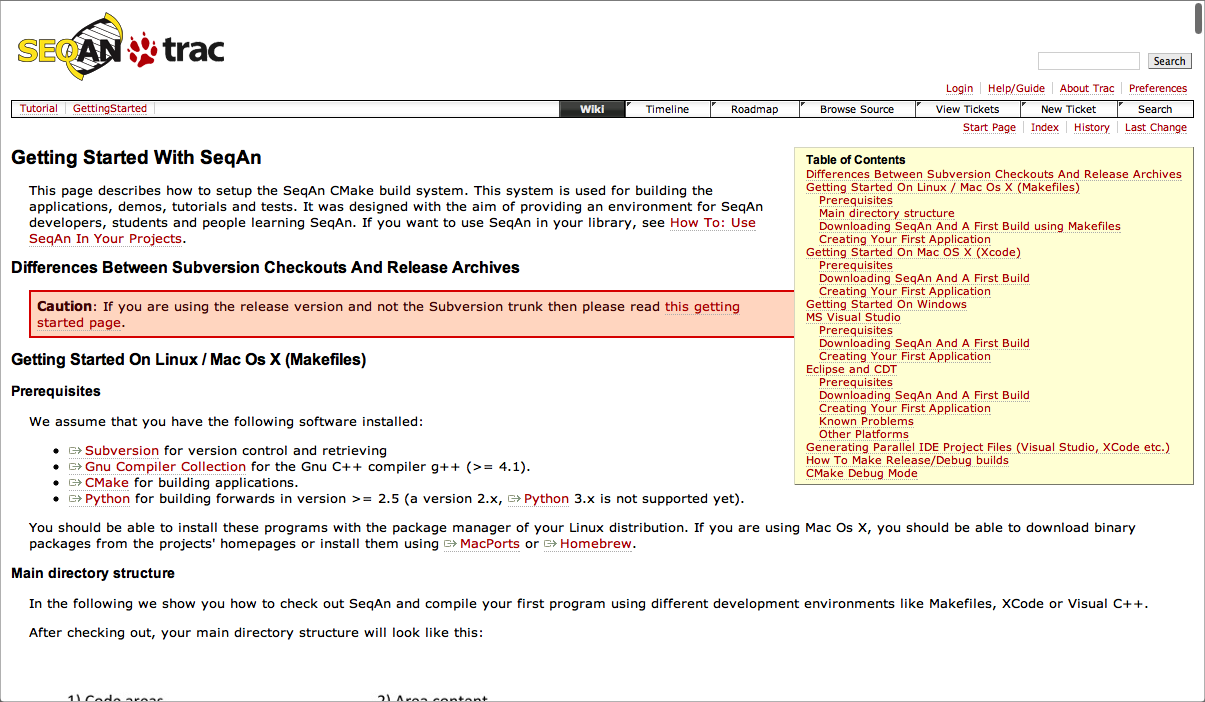 SEQAN trac
Search
Login Help/Guide About Trac Preferences
Tutorial GettingStarted Wiki Timeline Roadmap Browse Source View Tickets New Ticket Search
Start Page Index History Last Change
Getting Started With SeqAn
This page describes how to setup the SeqAn CMake build system. This system is used for building the
applications, demos, tutorials and tests. It was designed with the aim of providing an environment for SeqAn
developers, students and people learning SeqAn. If you want to use SeqAn in your library, see How To: Use
SeqAn In Your Projects.
Differences Between Subversion Checkouts And Release Archives
Caution: If you are using the release version and not the Subversion trunk then please read this getting
started page.
Table of Contents
Differences Between Subversion Checkouts And Release Archives
Getting Started On Linux / Mac Os X (Makefiles)
Prerequisites
Main directory structure
Downloading SeqAn And A First Build using Makefiles
Creating Your First Application
Getting Started On Mac OS X (Xcode)
Prerequisites
Downloading SeqAn And A First Build
Creating Your First Application
Getting Started On Windows
MS Visual Studio
Prerequisites
Downloading SeqAn And A First Build
Creating Your First Application
Eclipse and CDT
Prerequisites
Downloading SeqAn And A First Build
Creating Your First Application
Known Problems
Other Platforms
Generating Parallel IDE Project Files (Visual Studio, XCode etc.)
How To Make Release/Debug builds
CMake Debug Mode
Getting Started On Linux / Mac Os X (Makefiles)
Prerequisites
We assume that you have the following software installed:
• Subversion for version control and retrieving
• Gnu Compiler Collection for the Gnu C++ compiler g++ (>= 4.1).
• CMake for building applications.
• Python for building forwards in version >= 2.5 (a version 2.x, Python 3.x is not supported yet).
You should be able to install these programs with the package manager of your Linux distribution. If you are using Mac Os X, you should be able to download binary
packages from the projects' homepages or install them using MacPorts or Homebrew.
Main directory structure
In the following we show you how to check out SeqAn and compile your first program using different development environments like Makefiles, XCode or Visual C++.
After checking out, your main directory structure will look like this:
1) Code areas 2) Area content